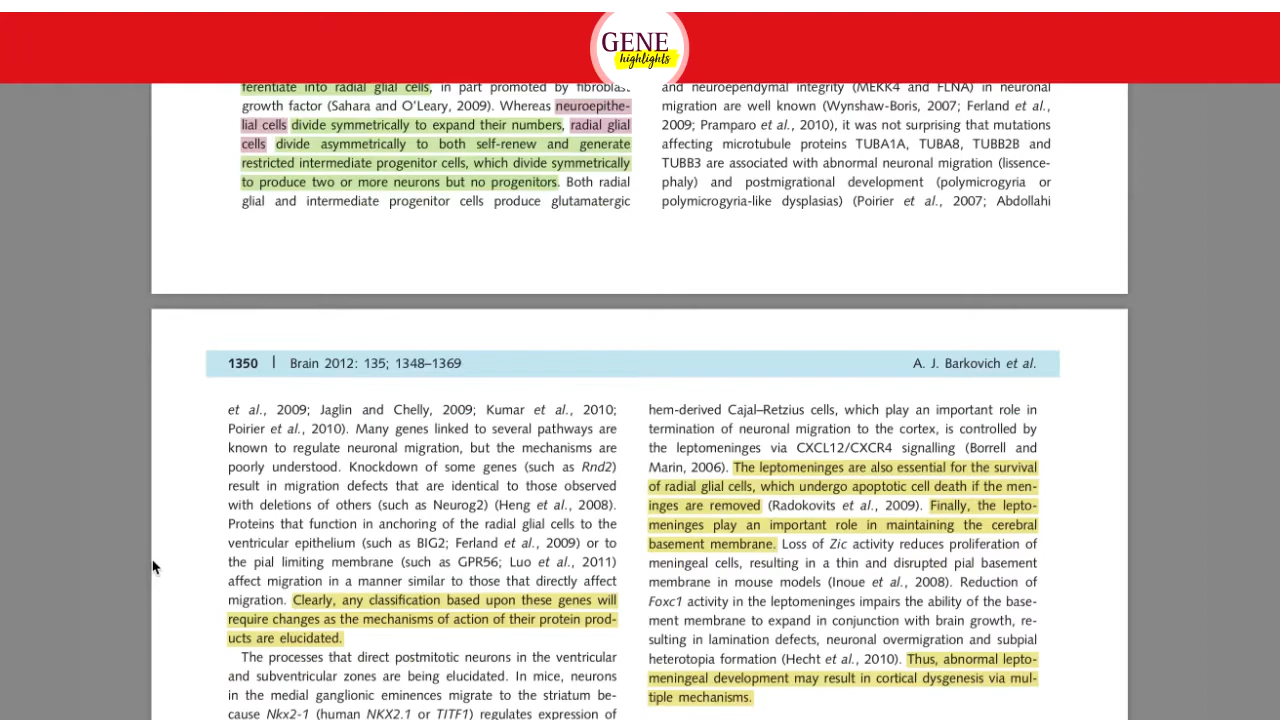 GENE
highlights
ferentiate into radial glial cells, in part promoted by fibroblast
growth factor (Sahara and O'Leary, 2009). Whereas neuroepithe-
lial cells divide symmetrically to expand their numbers, radial glial
cells divide asymmetrically to both self-renew and generate
restricted intermediate progenitor cells, which divide symmetrically
to produce two or more neurons but no progenitors. Both radial
glial and intermediate progenitor cells produce glutamatergic
and neuroependymal integrity (MEKK4 and FLNA) in neuronal
migration are well known (Wynshaw-Boris, 2007; Ferland et al.,
2009; Pramparo et al., 2010), it was not surprising that mutations
affecting microtubule proteins TUBA1A, TUBA8, TUBB2B and
TUBB3 are associated with abnormal neuronal migration (lissence-
phaly) and postmigrational development (polymicrogyria or
polymicrogyria-like dysplasias) (Poirier et al., 2007; Abdollahi
1350 | Brain 2012: 135; 1348–1369
A. J. Barkovich et al.
et al., 2009; Jaglin and Chelly, 2009; Kumar et al., 2010;
Poirier et al., 2010). Many genes linked to several pathways are
known to regulate neuronal migration, but the mechanisms are
poorly understood. Knockdown of some genes (such as Rnd2)
result in migration defects that are identical to those observed
with deletions of others (such as Neurog2) (Heng et al., 2008).
Proteins that function in anchoring of the radial glial cells to the
ventricular epithelium (such as BIG2; Ferland et al., 2009) or to
the pial limiting membrane (such as GPR56; Luo et al., 2011)
affect migration in a manner similar to those that directly affect
migration. Clearly, any classification based upon these genes will
require changes as the mechanisms of action of their protein prod-
ucts are elucidated.
The processes that direct postmitotic neurons in the ventricular
and subventricular zones are being elucidated. In mice, neurons
in the medial ganglionic eminences migrate to the striatum be-
cause Nkx2-1 (human NKX2.1 or TITF1) regulates expression of
hem-derived Cajal–Retzius cells, which play an important role in
termination of neuronal migration to the cortex, is controlled by
the leptomeninges via CXCL12/CXCR4 signalling (Borrell and
Marin, 2006). The leptomeninges are also essential for the survival
of radial glial cells, which undergo apoptotic cell death if the men-
inges are removed (Radokovits et al., 2009). Finally, the lepto-
meninges play an important role in maintaining the cerebral
basement membrane. Loss of Zic activity reduces proliferation of
meningeal cells, resulting in a thin and disrupted pial basement
membrane in mouse models (Inoue et al., 2008). Reduction of
Foxc1 activity in the leptomeninges impairs the ability of the base-
ment membrane to expand in conjunction with brain growth, re-
sulting in lamination defects, neuronal overmigration and subpial
heterotopia formation (Hecht et al., 2010). Thus, abnormal lepto-
meningeal development may result in cortical dysgenesis via mul-
tiple mechanisms.